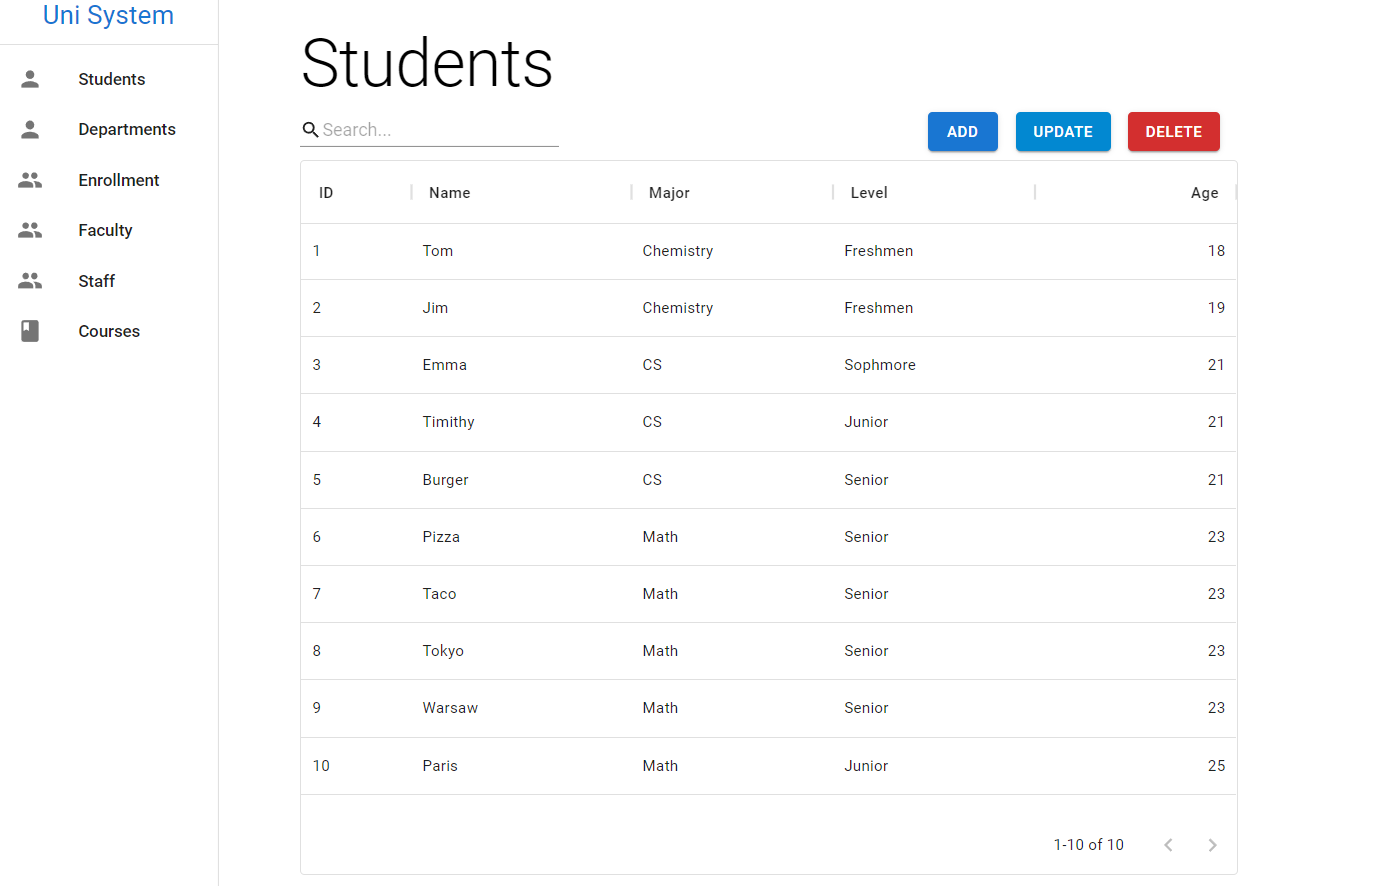 Uni System
Students
Departments
Enrollment
Faculty
Staff
Courses
Students
Search...
ADD UPDATE DELETE
ID Name Major Level Age
1 Tom Chemistry Freshmen 18
2 Jim Chemistry Freshmen 19
3 Emma CS Sophmore 21
4 Timithy CS Junior 21
5 Burger CS Senior 21
6 Pizza Math Senior 23
7 Taco Math Senior 23
8 Tokyo Math Senior 23
9 Warsaw Math Senior 23
10 Paris Math Junior 25
1-10 of 10